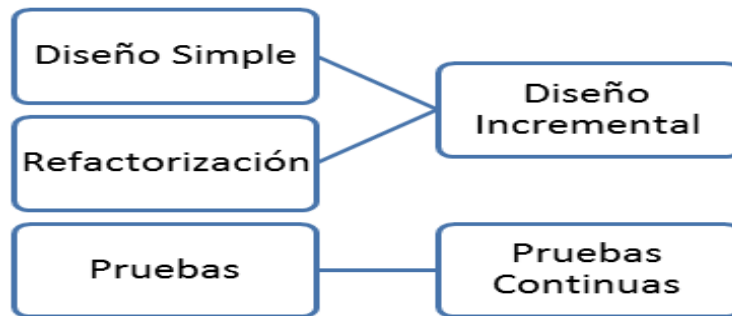 Diseño Simple
Diseño
Incremental
Refactorización
Pruebas
Pruebas
Continuas